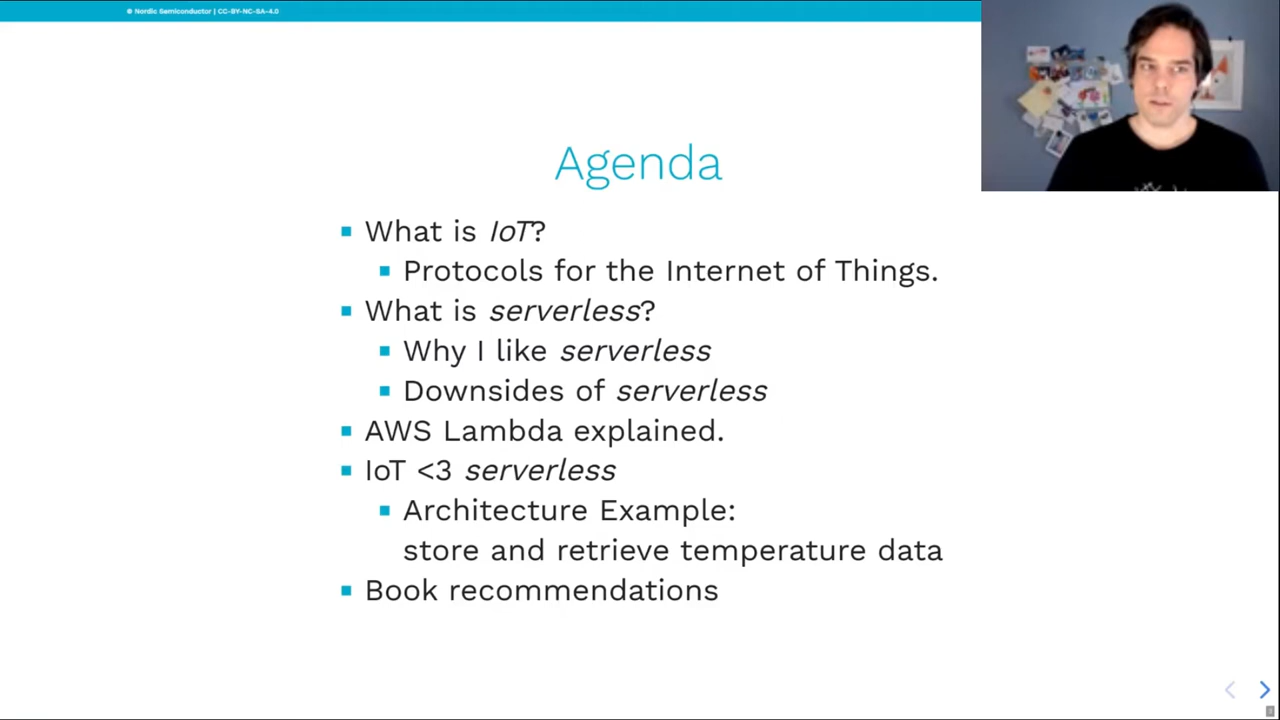 © Nordic Semiconductor | CC-BY-NC-SA-4.0
Agenda
What is IoT?
Protocols for the Internet of Things.
What is serverless?
Why I like serverless
Downsides of serverless
AWS Lambda explained.
IoT <3 serverless
Architecture Example:
store and retrieve temperature data
Book recommendations